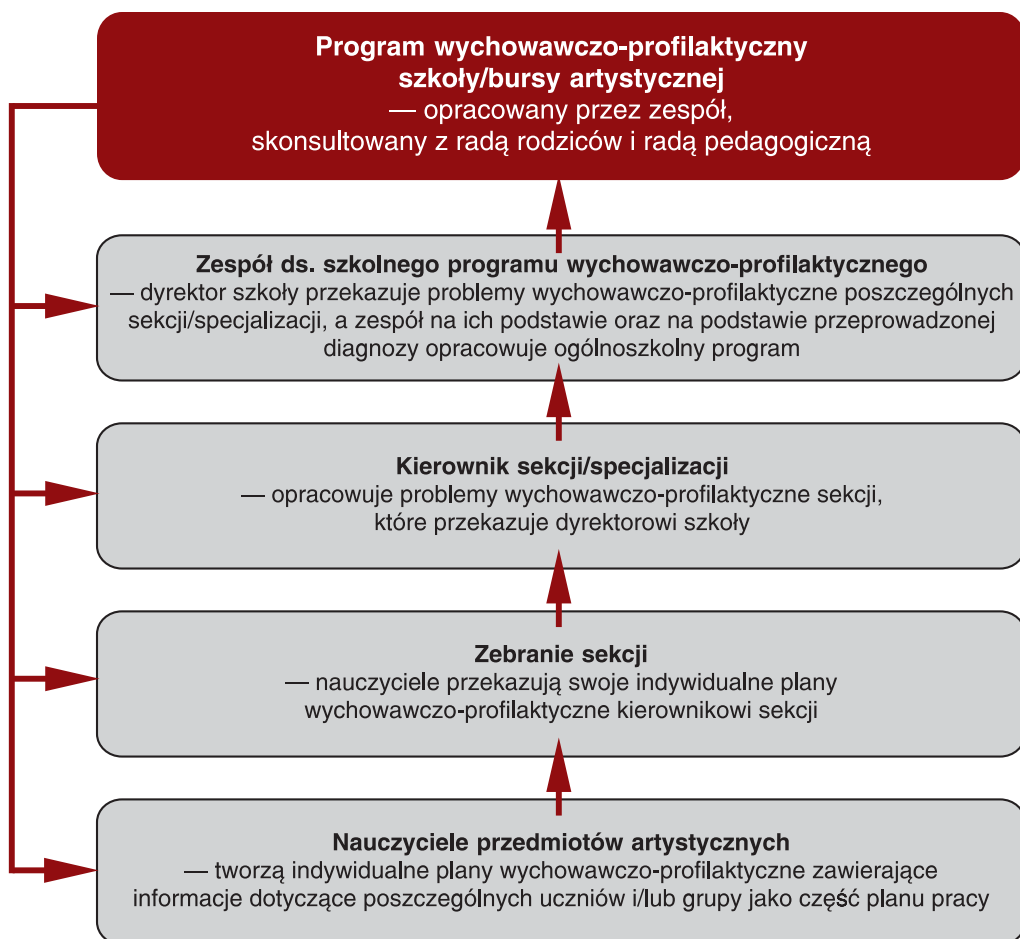 Program wychowawczo-profilaktyczny
szkoły/bursy artystycznej
— opracowany przez zespół,
skonsultowany z radą rodziców i radą pedagogiczną
Zespół ds. szkolnego programu wychowawczo-profilaktycznego
— dyrektor szkoły przekazuje problemy wychowawczo-profilaktyczne poszczególnych
sekcji/specjalizacji, a zespół na ich podstawie oraz na podstawie przeprowadzonej
diagnozy opracowuje ogólnoszkolny program
Kierownik sekcji/specjalizacji
— opracowuje problemy wychowawczo-profilaktyczne sekcji,
które przekazuje dyrektorowi szkoły
Zebranie sekcji
— nauczyciele przekazują swoje indywidualne plany
wychowawczo-profilaktyczne kierownikowi sekcji
Nauczyciele przedmiotów artystycznych
— tworzą indywidualne plany wychowawczo-profilaktyczne zawierające
informacje dotyczące poszczególnych uczniów i/lub grupy jako część planu pracy